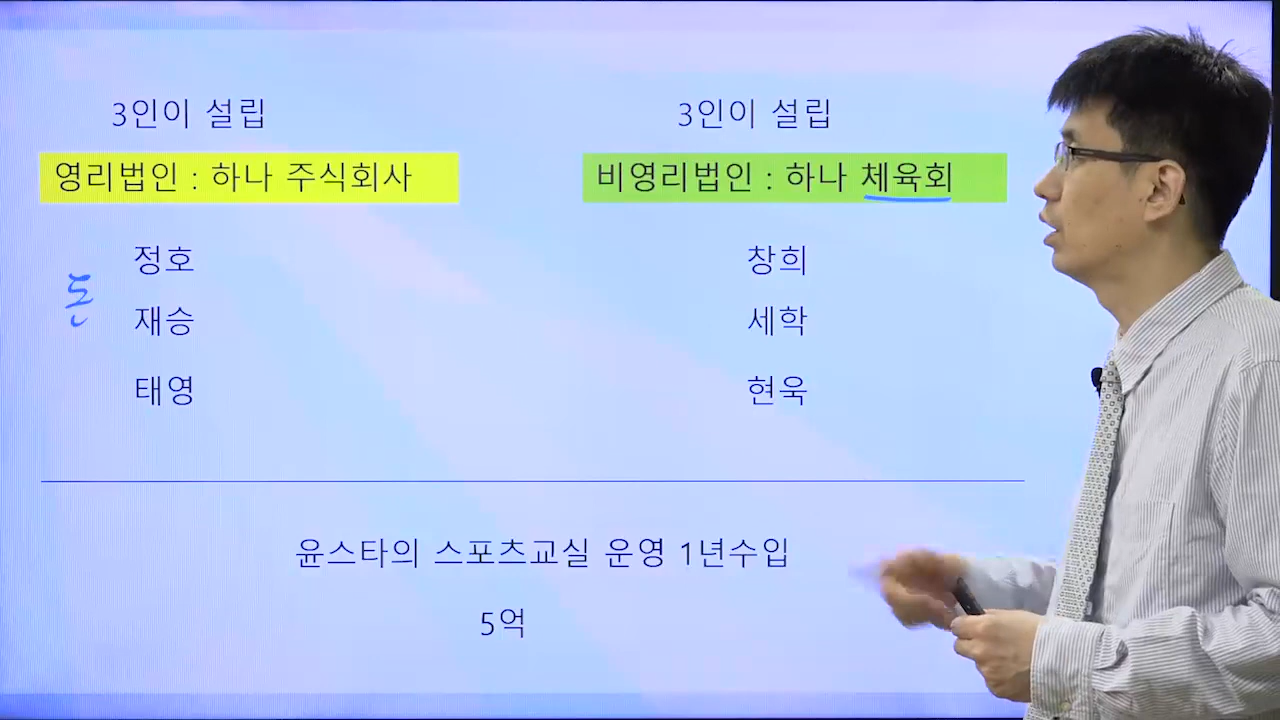 3인이 설립
영리법인 : 하나 주식회사
정호
돈
재승
태영
3인이 설립
비영리법인 : 하나 체육회
창희
세학
현욱
윤스타의 스포츠교실 운영 1년수입
5억